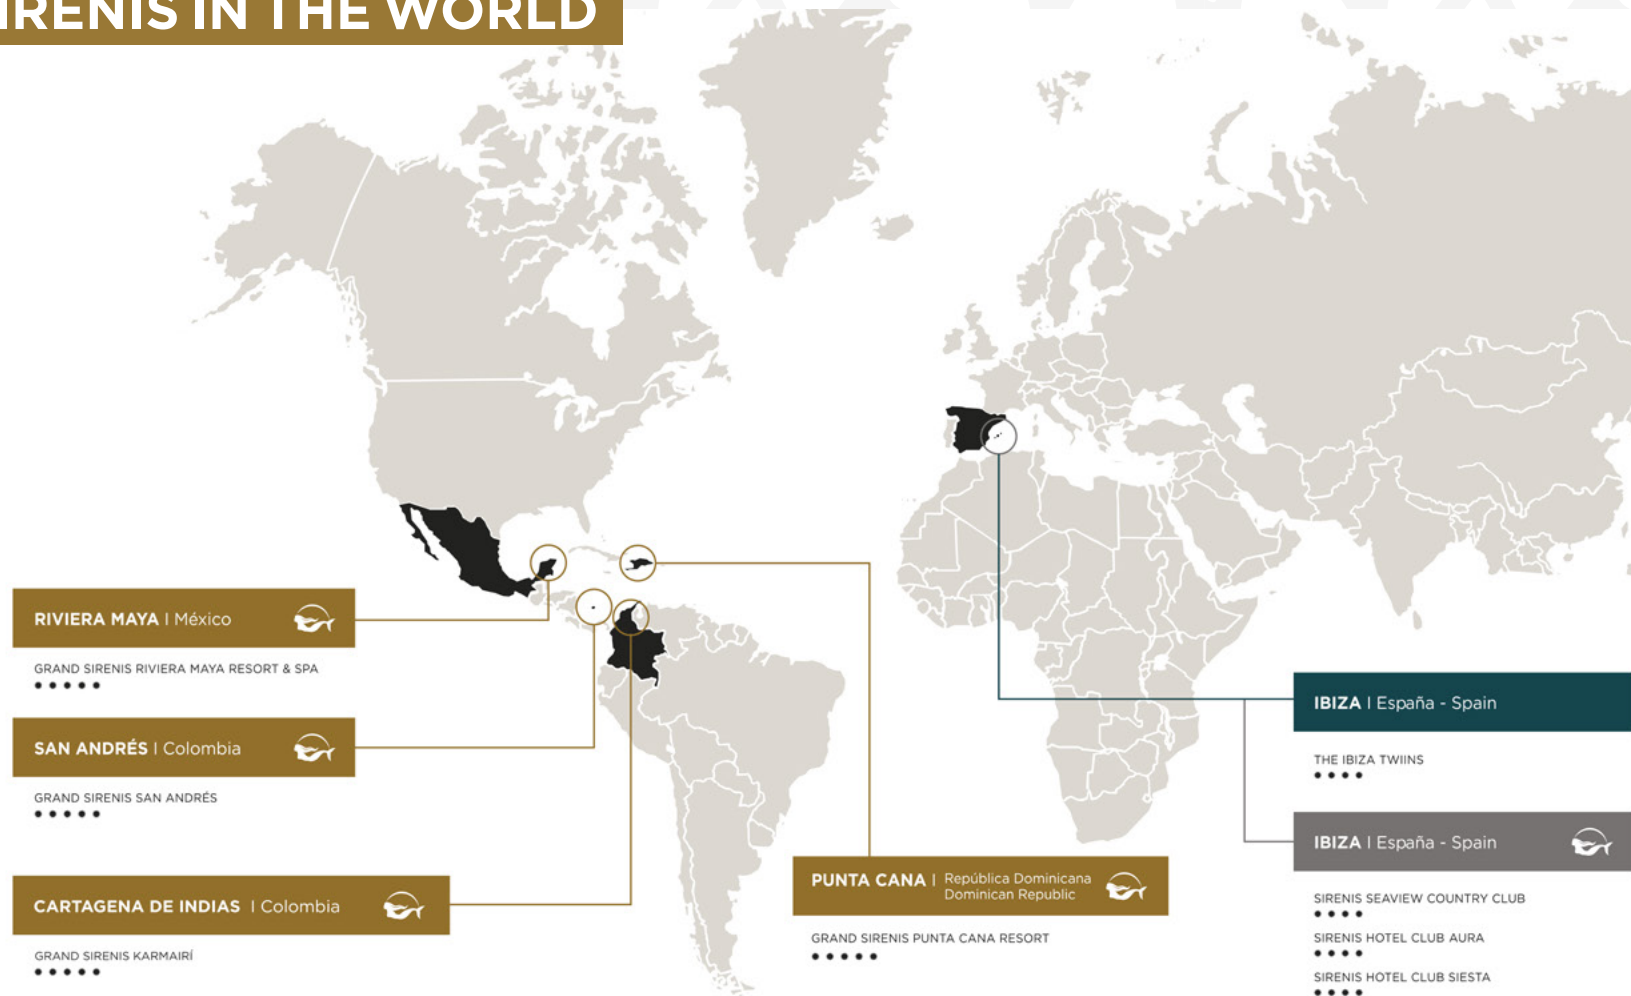 IRENIS IN THE WORLD
RIVIERA MAYA | México
GRAND SIRENIS RIVIERA MAYA RESORT & SPA
SAN ANDRÉS | Colombia
GRAND SIRENIS SAN ANDRÉS
CARTAGENA DE INDIAS | Colombia
GRAND SIRENIS KARMAIRÍ
PUNTA CANA | República Dominicana
Dominican Republic
GRAND SIRENIS PUNTA CANA RESORT
IBIZA | España - Spain
THE IBIZA TWIINS
IBIZA | España - Spain
SIRENIS SEAVIEW COUNTRY CLUB
SIRENIS HOTEL CLUB AURA
SIRENIS HOTEL CLUB SIESTA